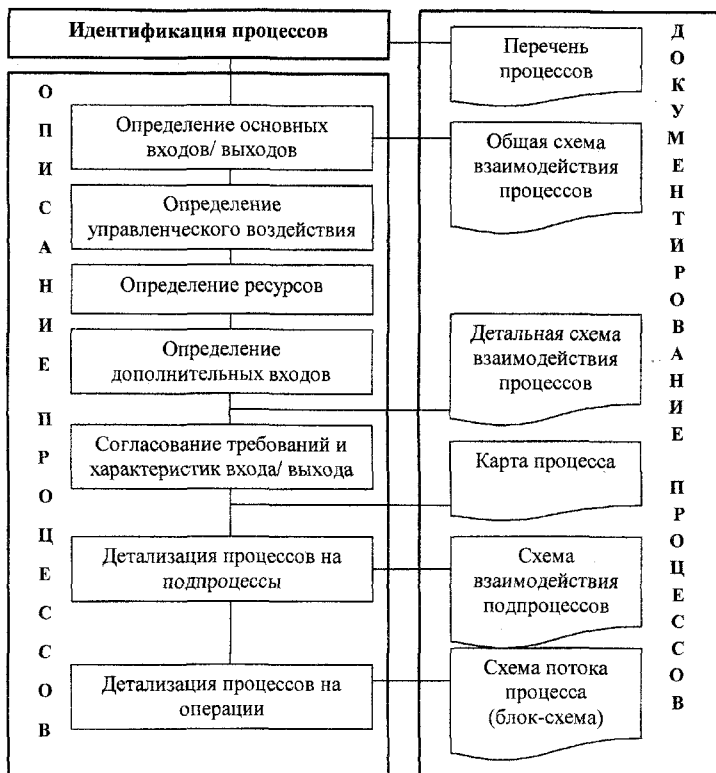 Идентификация процессов
ОПИСАНИЕ ПРОЦЕССОВ
Определение основных
входов/ выходов
Определение
управленческого воздействия
Определение ресурсов
Определение
дополнительных входов
Согласование требований и
характеристик входа/ выхода
Детализация процессов на
подпроцессы
Детализация процессов на
операции
Перечень
процессов
Общая схема
взаимодействия
процессов
Детальная схема
взаимодействия
процессов
Карта процесса
Схема
взаимодействия
подпроцессов
Схема потока
процесса
(блок-схема)
ДОКУМЕНТИРОВАНИЕ ПРОЦЕССОВ